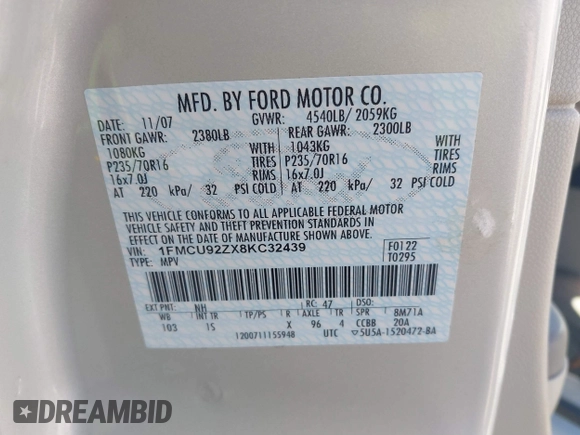 MFD. BY FORD MOTOR CO.
DATE: 11/07 GVWR: 4540LB/ 2059KG
FRONT GAWR: 2380LB REAR GAWR: 2300LB
1080KG WITH 1043KG WITH
P235/70R16 TIRES P235/70R16 TIRES
16x7.0J RIMS 16x7.0J RIMS
AT 220 kPa/ 32 PSI COLD AT 220 kPa/ 32 PSI COLD
THIS VEHICLE CONFORMS TO ALL APPLICABLE FEDERAL MOTOR
VEHICLE SAFETY AND THEFT PREVENTION STANDARDS IN
EFFECT ON THE DATE OF MANUFACTURE SHOWN ABOVE.
VIN: 1FMCU92ZX8KC32439 F0122
TYPE: MPV T0295
EXT PNT: NH RC: 47 DSO:
WB INT TR TP/PS R AXLE TR SPR 8M71A
103 IS X 96 4 CCBB 20A
1200711155948 UTC 5U5A-1520472-BA
DREAMBID